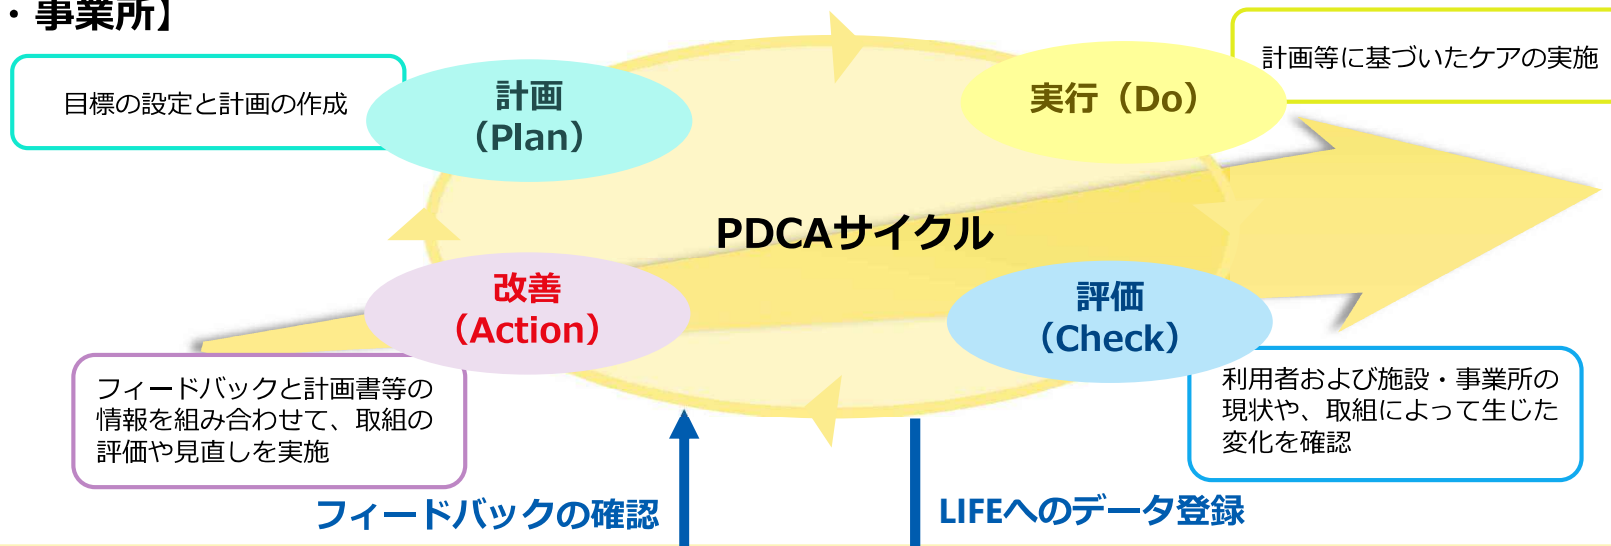 ・事業所】
目標の設定と計画の作成
計画
（Plan）
実行（Do）
計画等に基づいたケアの実施
PDCAサイクル
改善
（Action）
評価
（Check）
フィードバックと計画書等の
情報を組み合わせて、取組の
評価や見直しを実施
利用者および施設・事業所の
現状や、取組によって生じた
変化を確認
フィードバックの確認
LIFEへのデータ登録